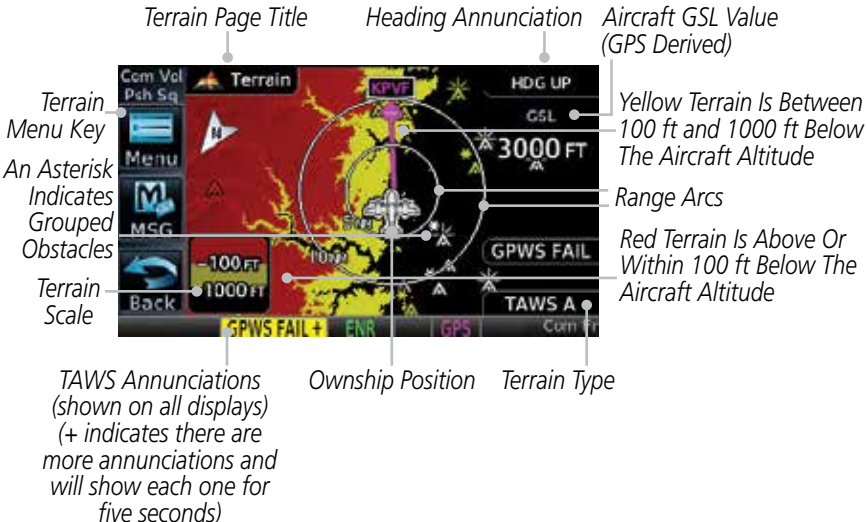 Terrain Page Title
Heading Annunciation
Aircraft GSL Value
(GPS Derived)
Com Vol
Psh Sq
Terrain
KPVF
HDG UP
GSL
3000 FT
Terrain
Menu Key
Menu
N
Yellow Terrain Is Between
100 ft and 1000 ft Below
The Aircraft Altitude
An Asterisk
Indicates
Grouped
Obstacles
MSG
Range Arcs
GPWS FAIL
Red Terrain Is Above Or
Within 100 ft Below The
Aircraft Altitude
Terrain
Scale
-100 FT
-1000 FT
Back
TAWS A
GPWS FAIL +
ENR
GPS
TAWS Annunciations
(shown on all displays)
(+ indicates there are
more annunciations and
will show each one for
five seconds)
Ownship Position
Terrain Type